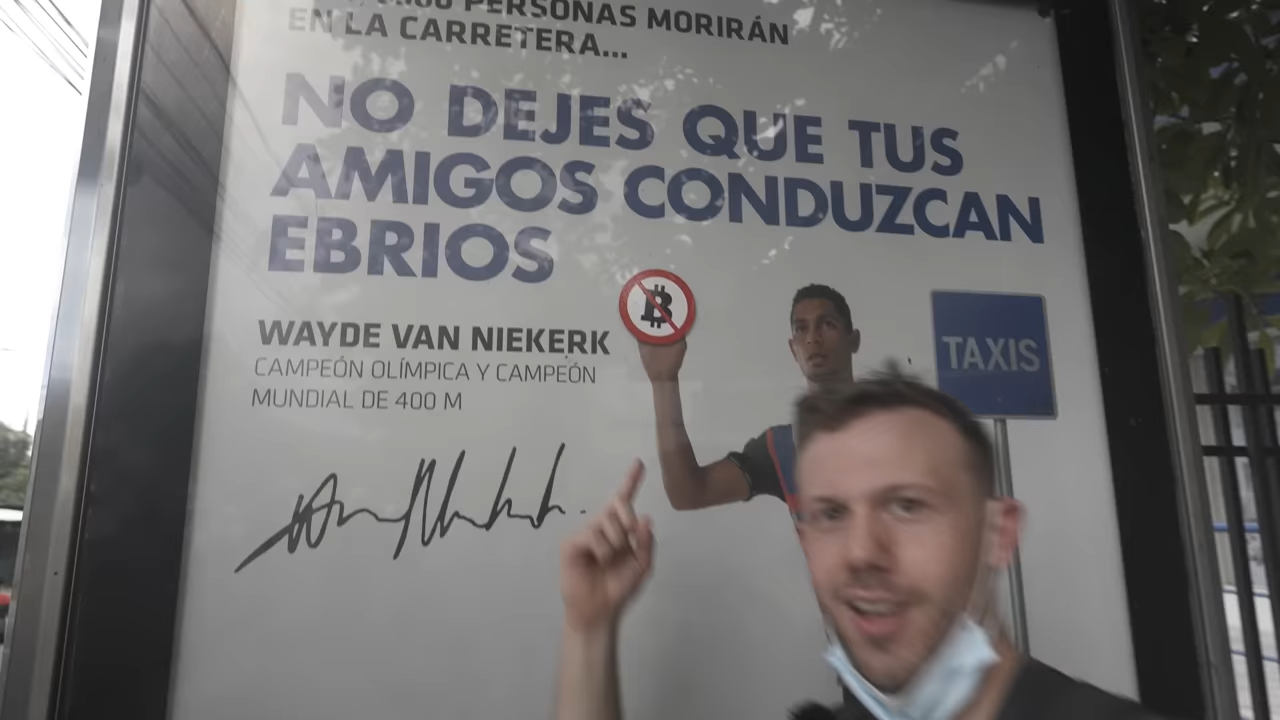 PERSONAS MORIRÁN
EN LA CARRETERA...
NO DEJES QUE TUS
AMIGOS CONDUZCAN
EBRIOS
WAYDE VAN NIEKERK
CAMPEÓN OLÍMPICA Y CAMPEÓN
MUNDIAL DE 400 M
TAXIS